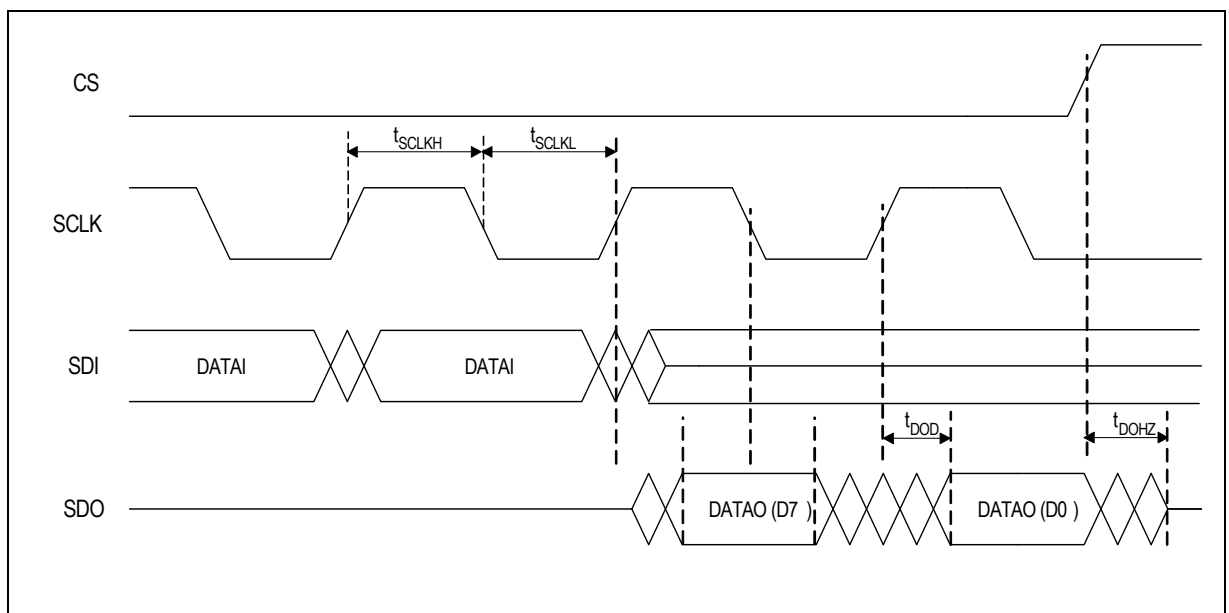 CS
tSCLKH
tSCLKL
SCLK
SDI
DATAI
DATAI
tDOD
tDOHZ
SDO
DATAO (D7 )
DATAO (D0 )